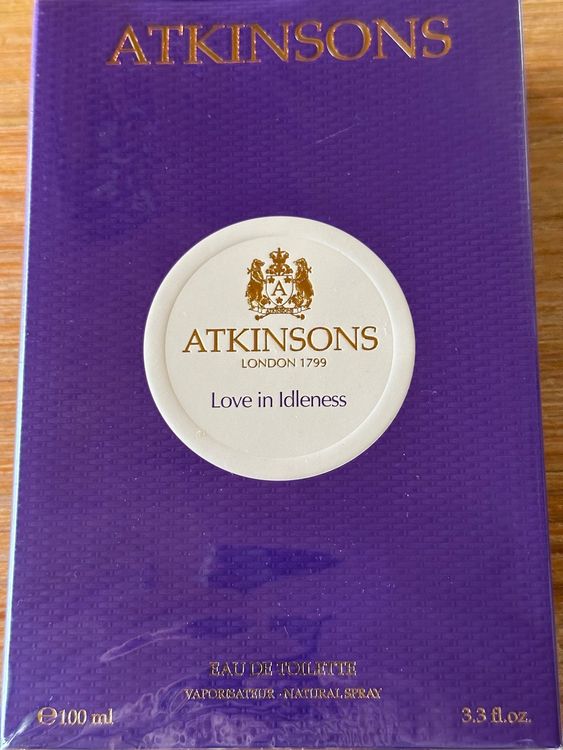 ATKINSONS
A
ATKINSONS
ATKINSONS
LONDON 1799
Love in Idleness
EAU DE TOILETTE
VAPORISATEUR - NATURAL SPRAY
℮100 ml 3.3 fl.oz.